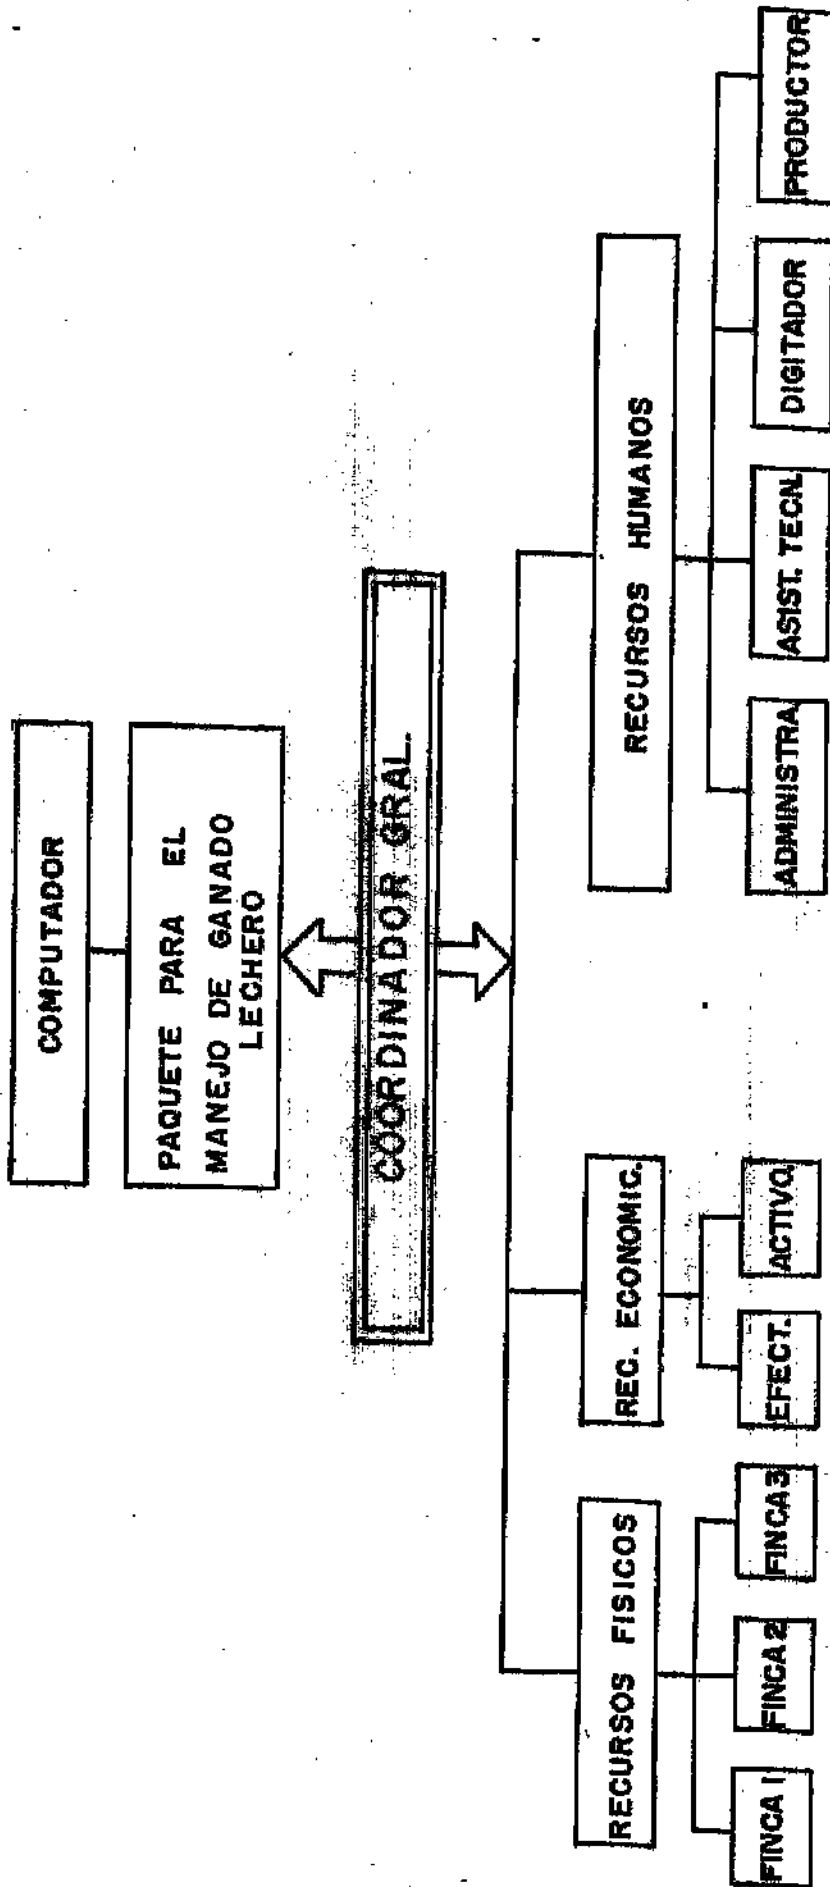 COMPUTADOR
PAQUETE PARA EL
MANEJO DE GANADO
LECHERO
COORDINADOR GRAL.
RECURSOS FISICOS
REC. ECONOMIC.
RECURSOS HUMANOS
FINCA 1
FINCA 2
FINCA 3
EFECT.
ACTIVO
ADMINISTRA
ASIST. TECN.
DIGITADOR
PRODUCTOR